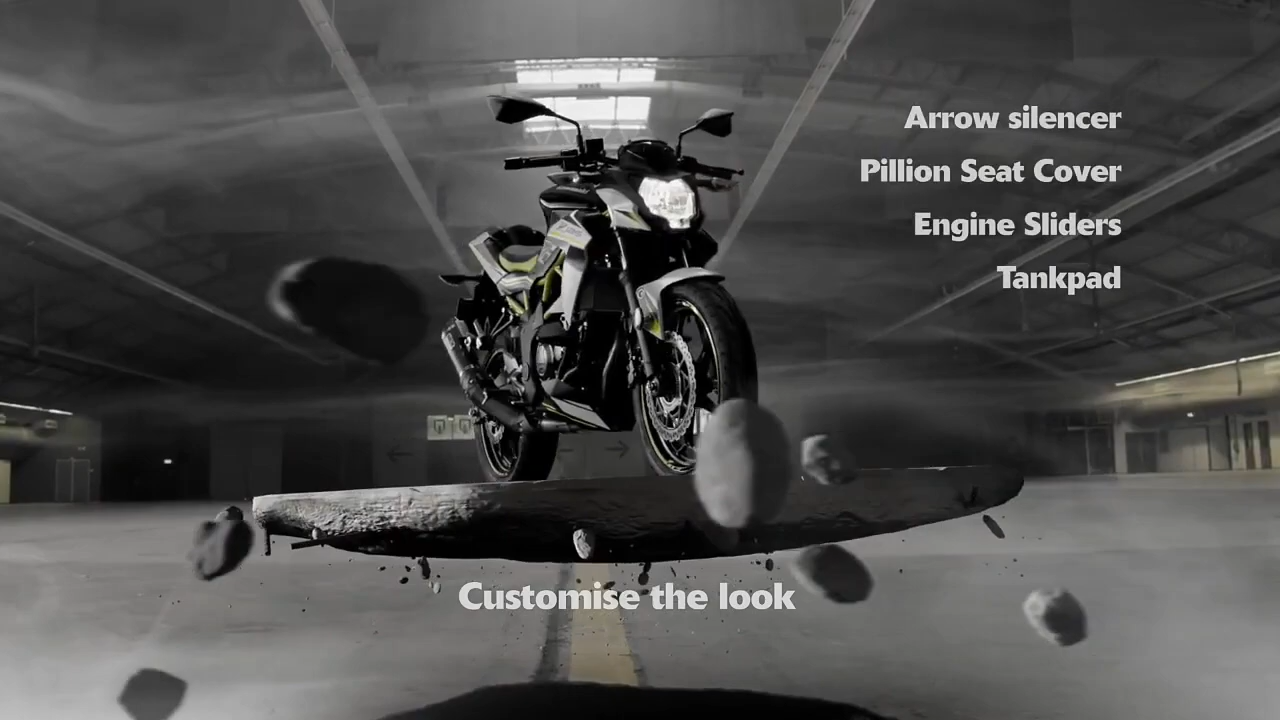 Arrow silencer
Pillion Seat Cover
Engine Sliders
Tankpad
Customise the look